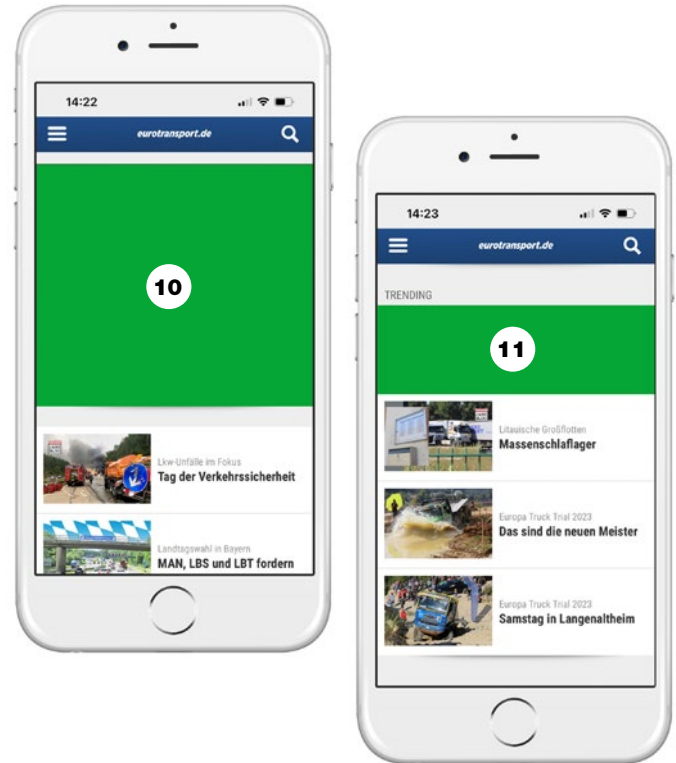 14:22
eurotransport.de
10
Lkw-Unfälle im Fokus
Tag der Verkehrssicherheit
Landtagswahl in Bayern
MAN, LBS und LBT fordern
14:23
eurotransport.de
TRENDING
11
Litauische Großflotten
Massenschlaflager
Europa Truck Trial 2023
Das sind die neuen Meister
Europa Truck Trial 2023
Samstag in Langenaltheim